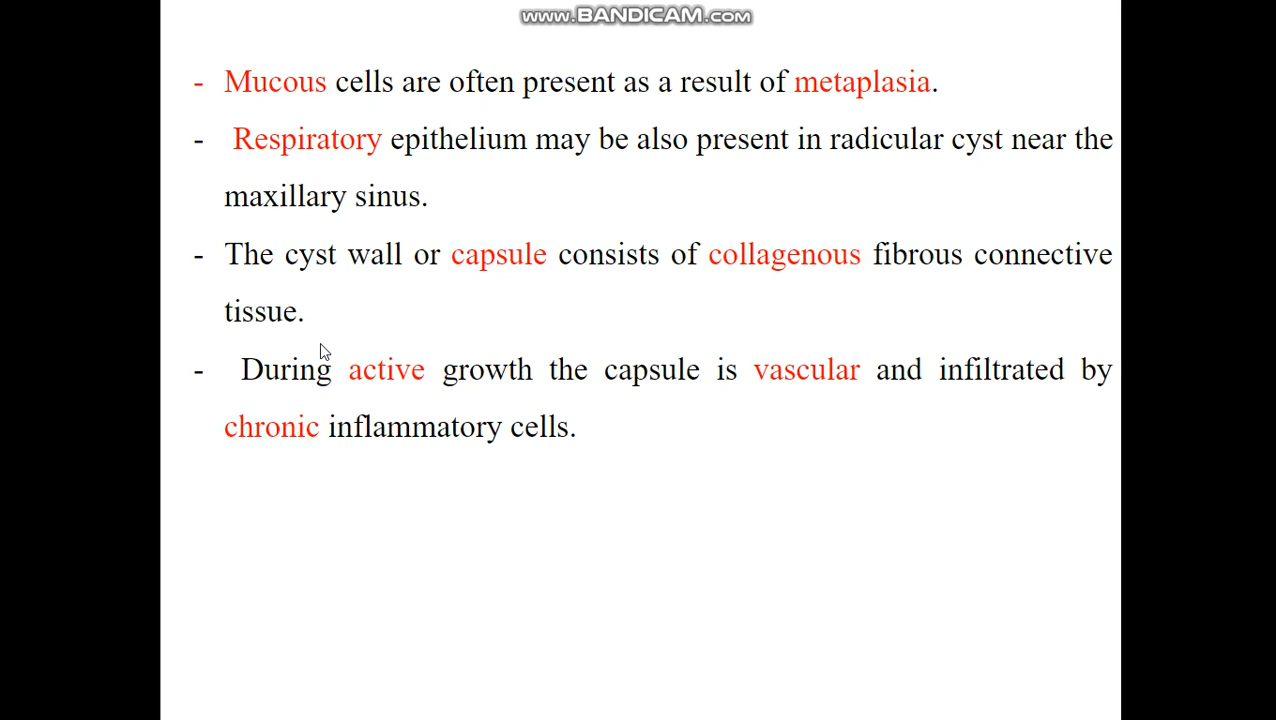 www.BANDICAM.com
- Mucous cells are often present as a result of metaplasia.
- Respiratory epithelium may be also present in radicular cyst near the
maxillary sinus.
- The cyst wall or capsule consists of collagenous fibrous connective
tissue.
- During active growth the capsule is vascular and infiltrated by
chronic inflammatory cells.